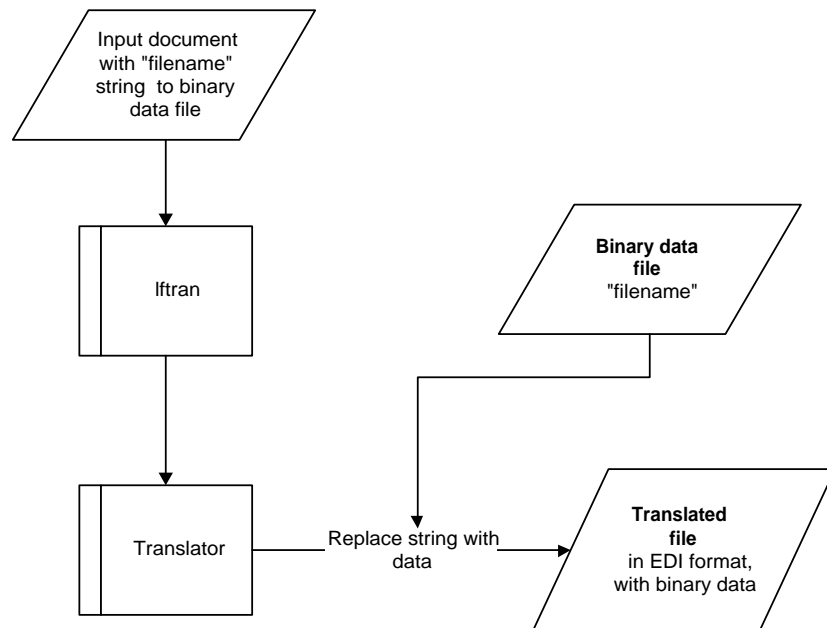 Input document
with "filename"
string to binary
data file
Iftran
Binary data
file
"filename"
Translator
Replace string with
data
Translated
file
in EDI format,
with binary data